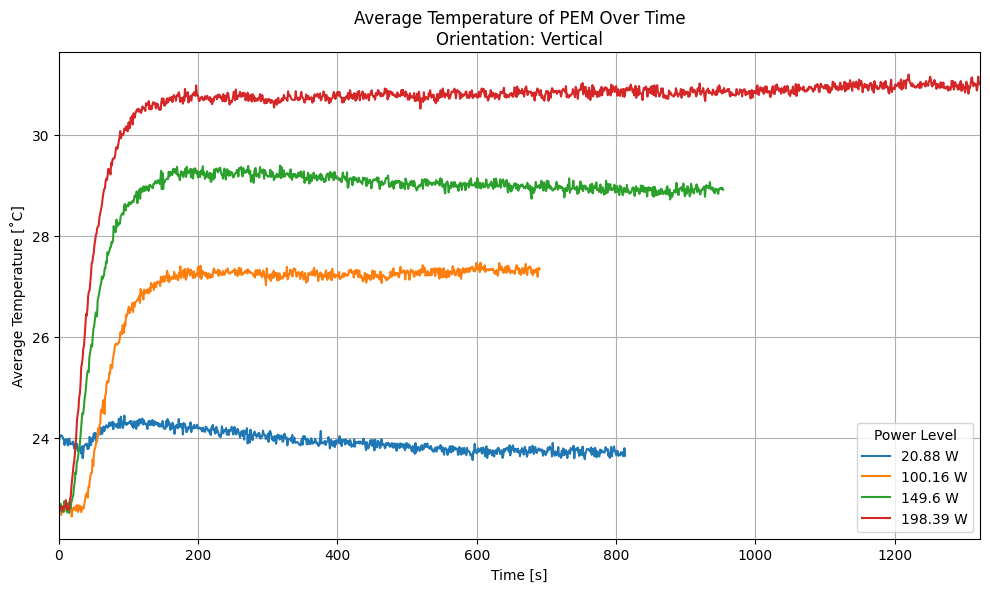 Average Temperature of PEM Over Time
Orientation: Vertical
Average Temperature [˚C]
30
28
26
24
0
200
400
600
800
1000
1200
Time [s]
Power Level
20.88 W
100.16 W
149.6 W
198.39 W